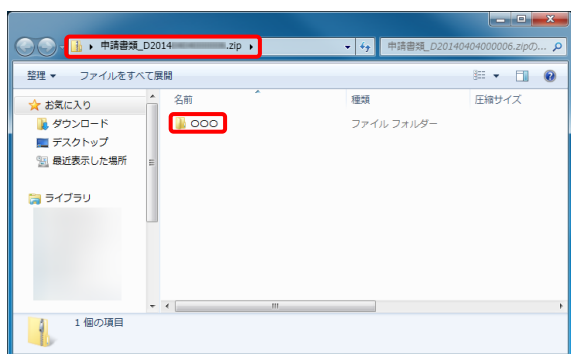 申請書類_D2014 .zip
申請書類_D20140404000006.zipの...
整理 ファイルをすべて展開
お気に入り
ダウンロード
デスクトップ
最近表示した場所
ライブラリ
名前 種類 圧縮サイズ
○○○ ファイル フォルダー
1 個の項目